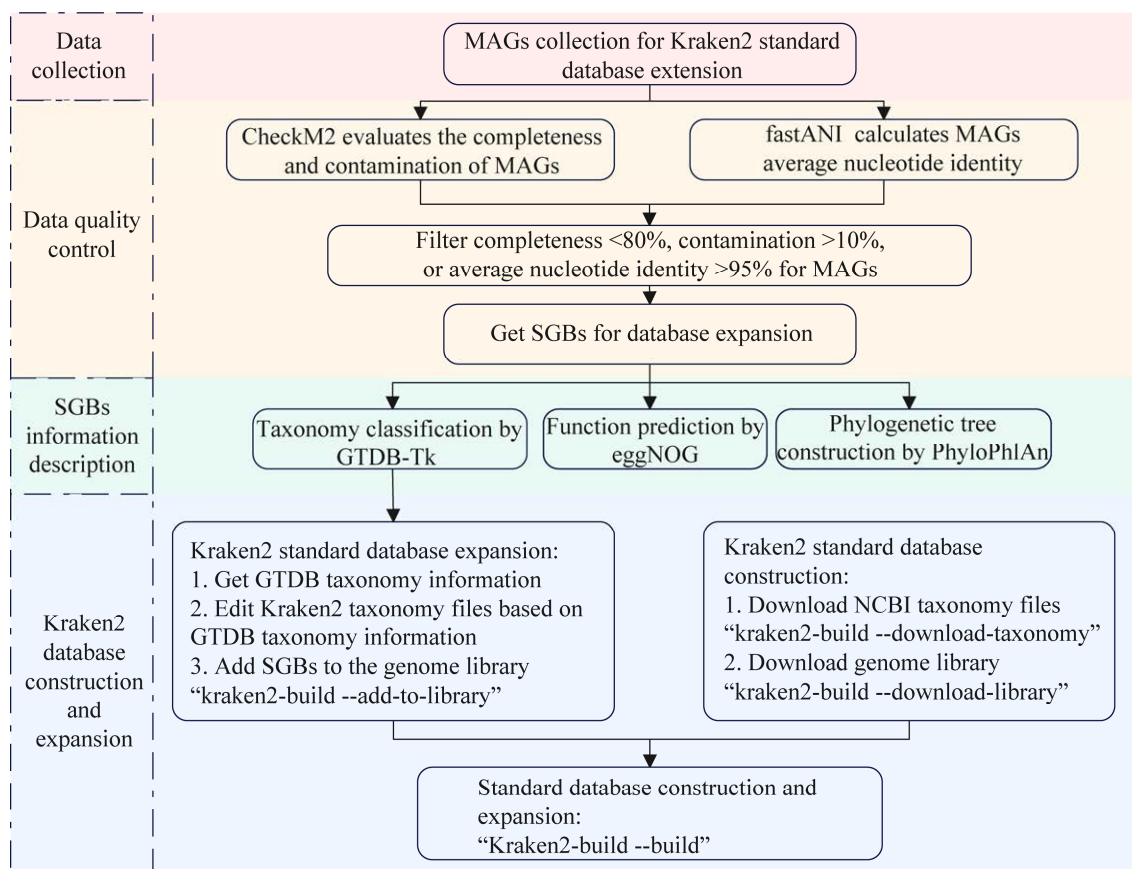 Data
collection
MAGs collection for Kraken2 standard
database extension
Data quality
control
CheckM2 evaluates the completeness
and contamination of MAGs
fastANI calculates MAGs
average nucleotide identity
Filter completeness <80%, contamination >10%,
or average nucleotide identity >95% for MAGs
Get SGBs for database expansion
SGBs
information
description
Taxonomy classification by
GTDB-Tk
Function prediction by
eggNOG
Phylogenetic tree
construction by PhyloPhlAn
Kraken2
database
construction
and
expansion
Kraken2 standard database expansion:
1. Get GTDB taxonomy information
2. Edit Kraken2 taxonomy files based on
GTDB taxonomy information
3. Add SGBs to the genome library
“kraken2-build --add-to-library”
Kraken2 standard database
construction:
1. Download NCBI taxonomy files
“kraken2-build --download-taxonomy”
2. Download genome library
“kraken2-build --download-library”
Standard database construction and
expansion:
“Kraken2-build --build”